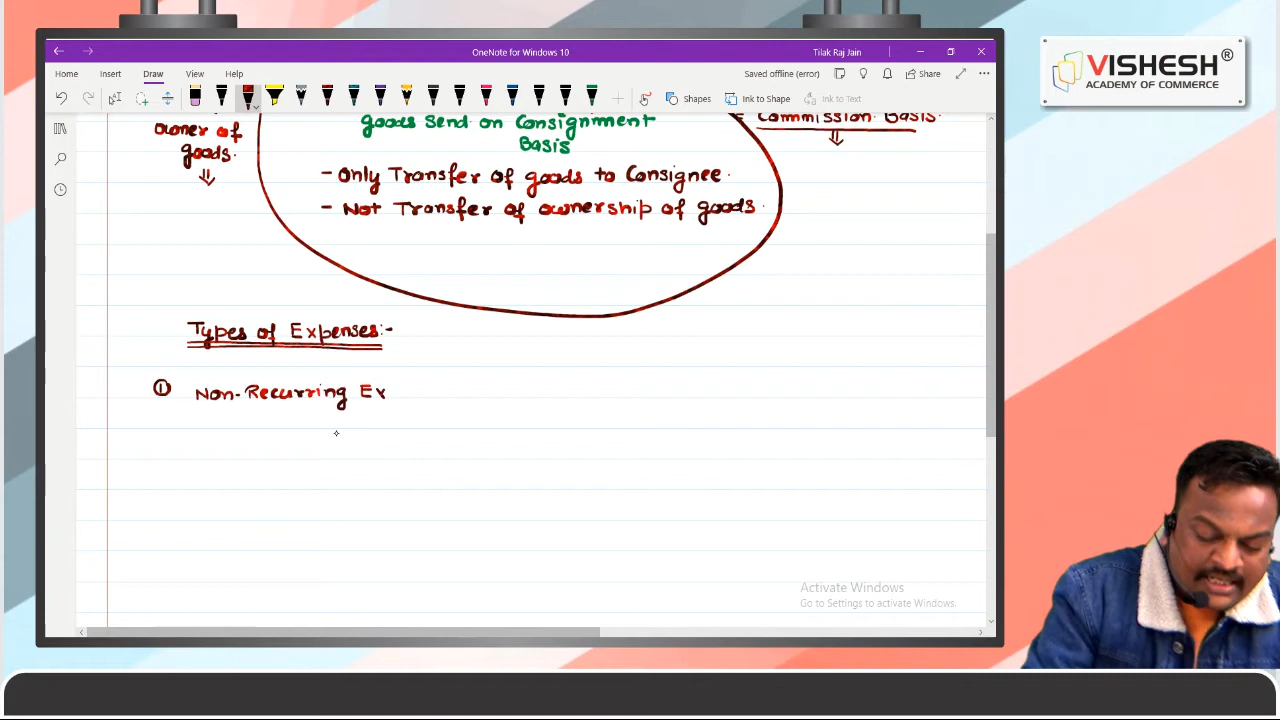 OneNote for Windows 10
Tilak Raj Jain
VISHESH®
ACADEMY OF COMMERCE
Home Insert Draw View Help
Saved offline (error)
Share
Shapes
Ink to Shape
Ink to Text
owner of
goods.
goods Send on Consignment
Basis
= Commission Basis.
- Only Transfer of goods to Consignee.
- Not Transfer of ownership of goods.
Types of Expenses:-
① Non-Recurring Ex
Activate Windows
Go to Settings to activate Windows.